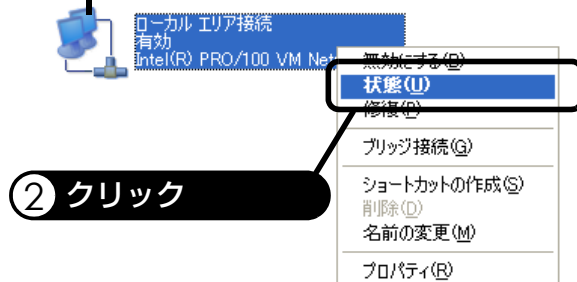 ローカル エリア接続
有効
Intel(R) PRO/100 VM Net
無効にする(B)
状態(U)
修復(P)
ブリッジ接続(G)
② クリック
ショートカットの作成(S)
削除(D)
名前の変更(M)
プロパティ(R)